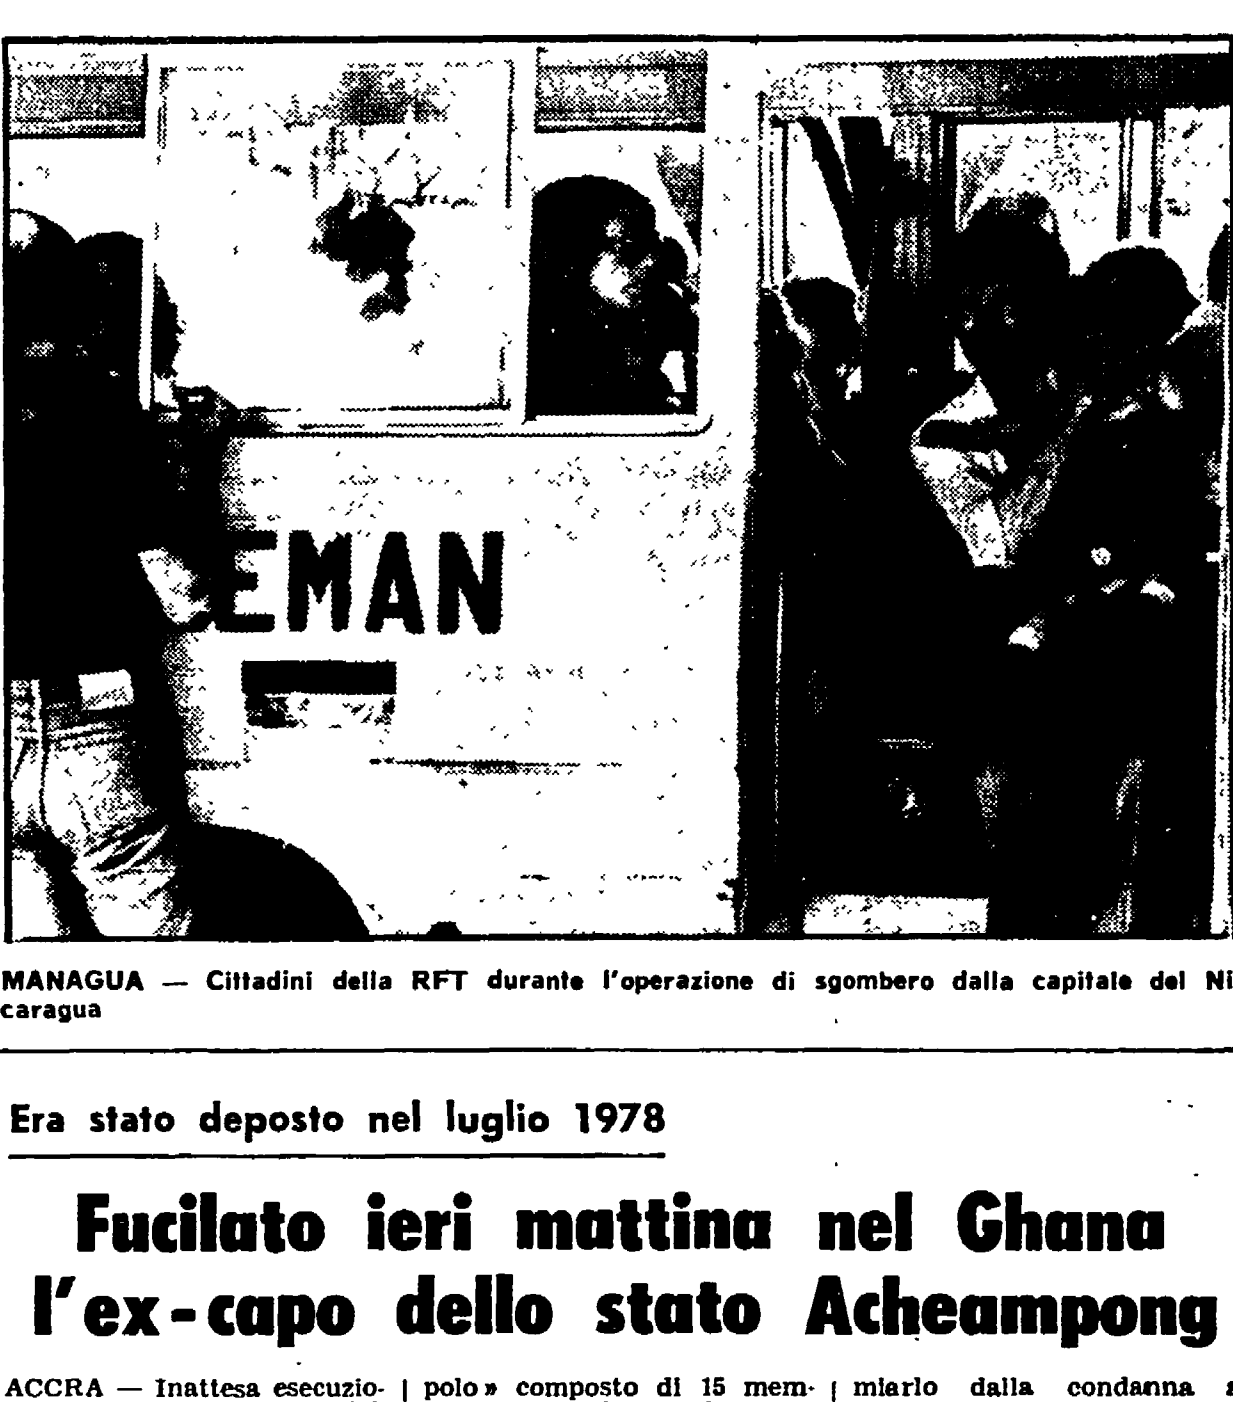 EMAN
MANAGUA — Cittadini della RFT durante l'operazione di sgombero dalla capitale del Ni
caragua
Era stato deposto nel luglio 1978
Fucilato ieri mattina nel Ghana
l'ex-capo dello stato Acheampong
ACCRA — Inattesa esecuzio-
polo» composto di 15 mem-
miarlo dalla condanna a